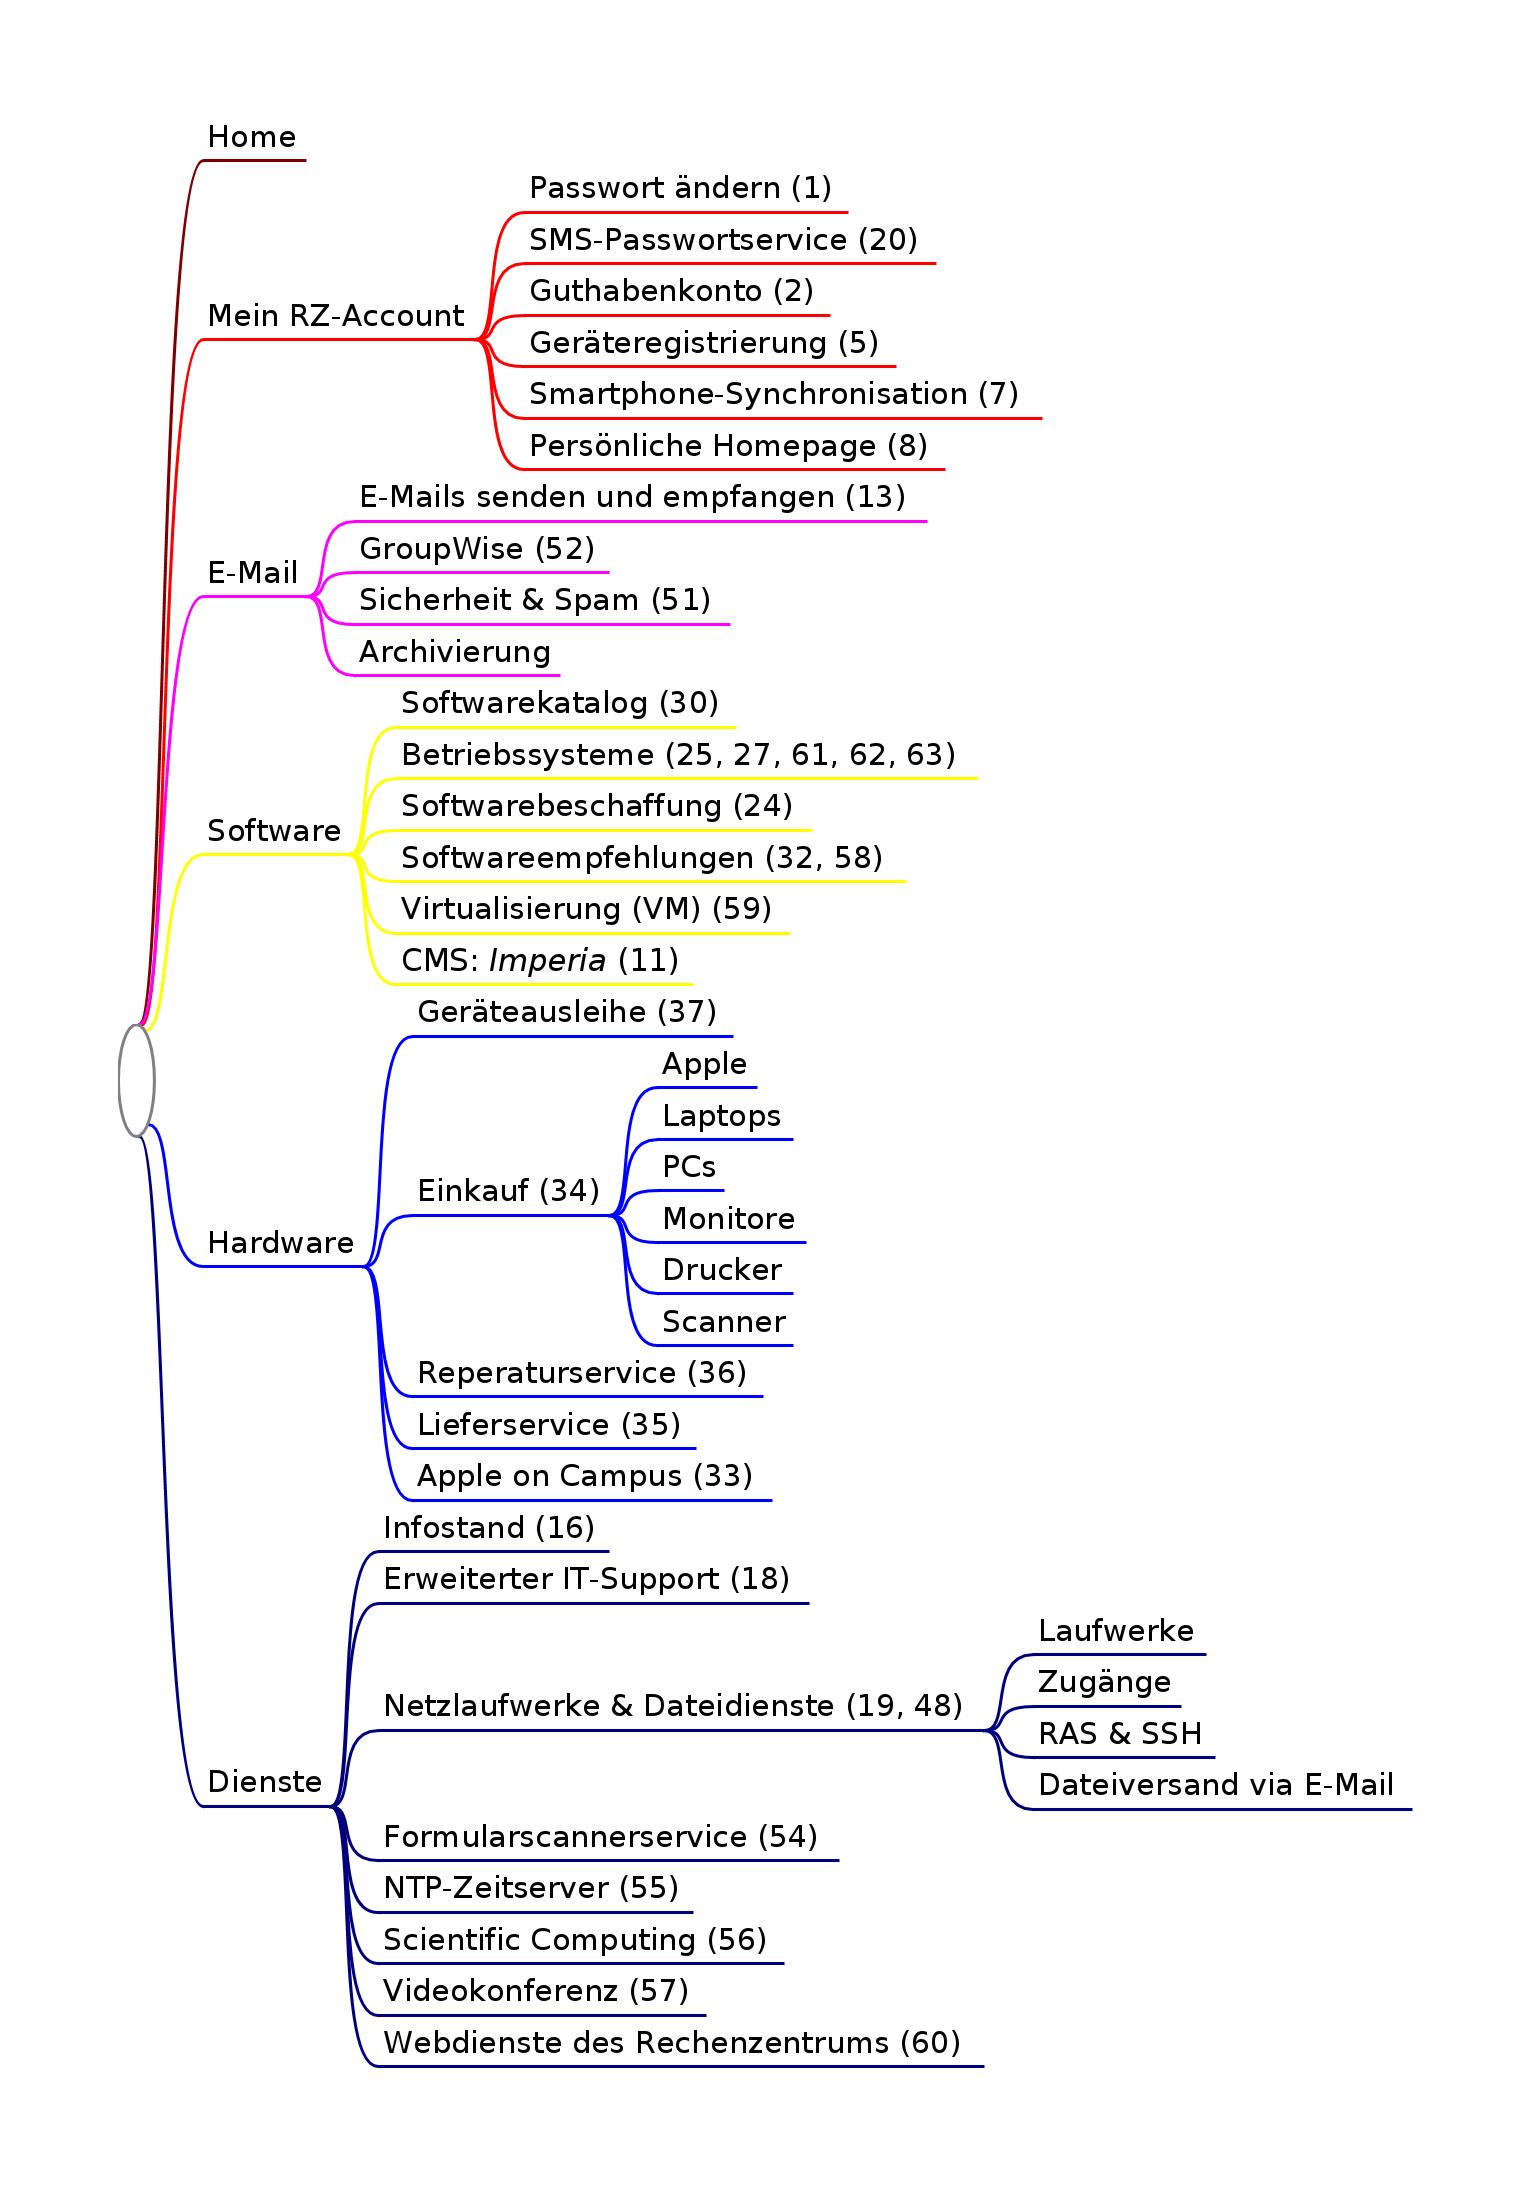 Home
Passwort ändern (1)
SMS-Passwortservice (20)
Guthabenkonto (2)
Mein RZ-Account
Geräteregistrierung (5)
Smartphone-Synchronisation (7)
Persönliche Homepage (8)
E-Mails senden und empfangen (13)
GroupWise (52)
E-Mail
Sicherheit & Spam (51)
Archivierung
Softwarekatalog (30)
Betriebssysteme (25, 27, 61, 62, 63)
Softwarebeschaffung (24)
Software
Softwareempfehlungen (32, 58)
Virtualisierung (VM) (59)
CMS: Imperia (11)
Geräteausleihe (37)
Apple
Laptops
PCs
Einkauf (34)
Monitore
Hardware
Drucker
Scanner
Reperaturservice (36)
Lieferservice (35)
Apple on Campus (33)
Infostand (16)
Erweiterter IT-Support (18)
Laufwerke
Zugänge
Netzlaufwerke & Dateidienste (19, 48)
RAS & SSH
Dienste
Dateiversand via E-Mail
Formularscannerservice (54)
NTP-Zeitserver (55)
Scientific Computing (56)
Videokonferenz (57)
Webdienste des Rechenzentrums (60)